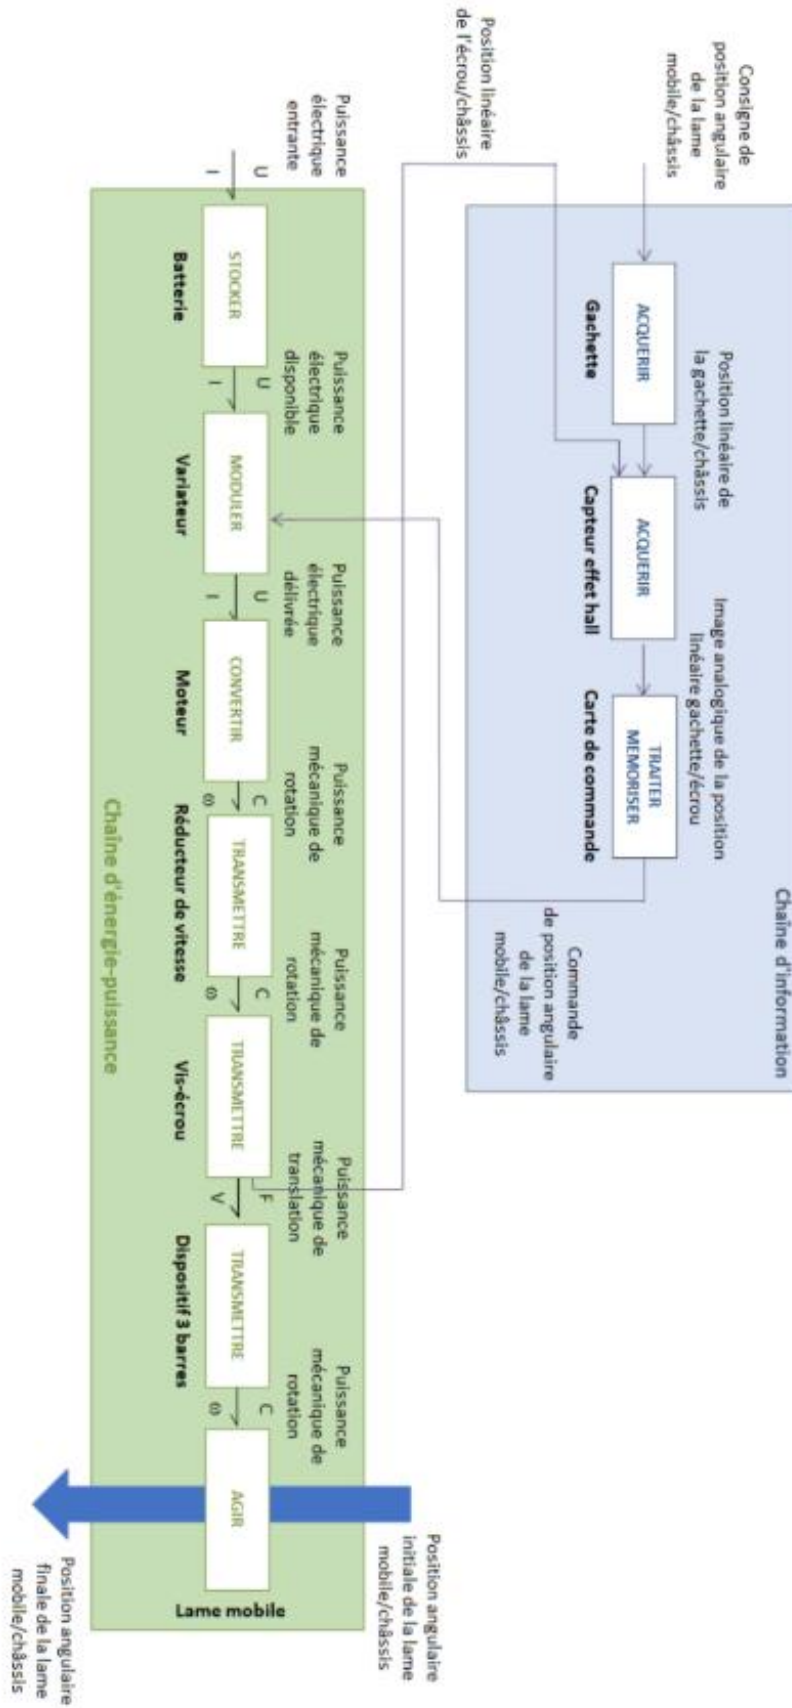 Chaîne d'information
Consigne de
position angulaire
de la lame
mobile/châssis
ACQUERIR
Gachette
Position linéaire de
la gachette/châssis
ACQUERIR
Capteur effet hall
Image analogique de la position
linéaire gachette/écrou
TRAITER
MEMORISER
Carte de commande
Position linéaire
de l'écrou/châssis
Commande
de position angulaire
de la lame
mobile/châssis
Puissance
électrique
entrante
U
I
STOCKER
Batterie
Puissance
électrique
disponible
U
I
MODULER
Variateur
Puissance
électrique
délivrée
U
I
CONVERTIR
Moteur
Puissance
mécanique de
rotation
C
ω
TRANSMETTRE
Réducteur de vitesse
Puissance
mécanique de
rotation
C
ω
TRANSMETTRE
Vis-écrou
Puissance
mécanique de
translation
F
V
TRANSMETTRE
Dispositif 3 barres
Puissance
mécanique de
rotation
C
ω
AGIR
Lame mobile
Position angulaire
initiale de la lame
mobile/châssis
Position angulaire
finale de la lame
mobile/châssis
Chaîne d'énergie-puissance